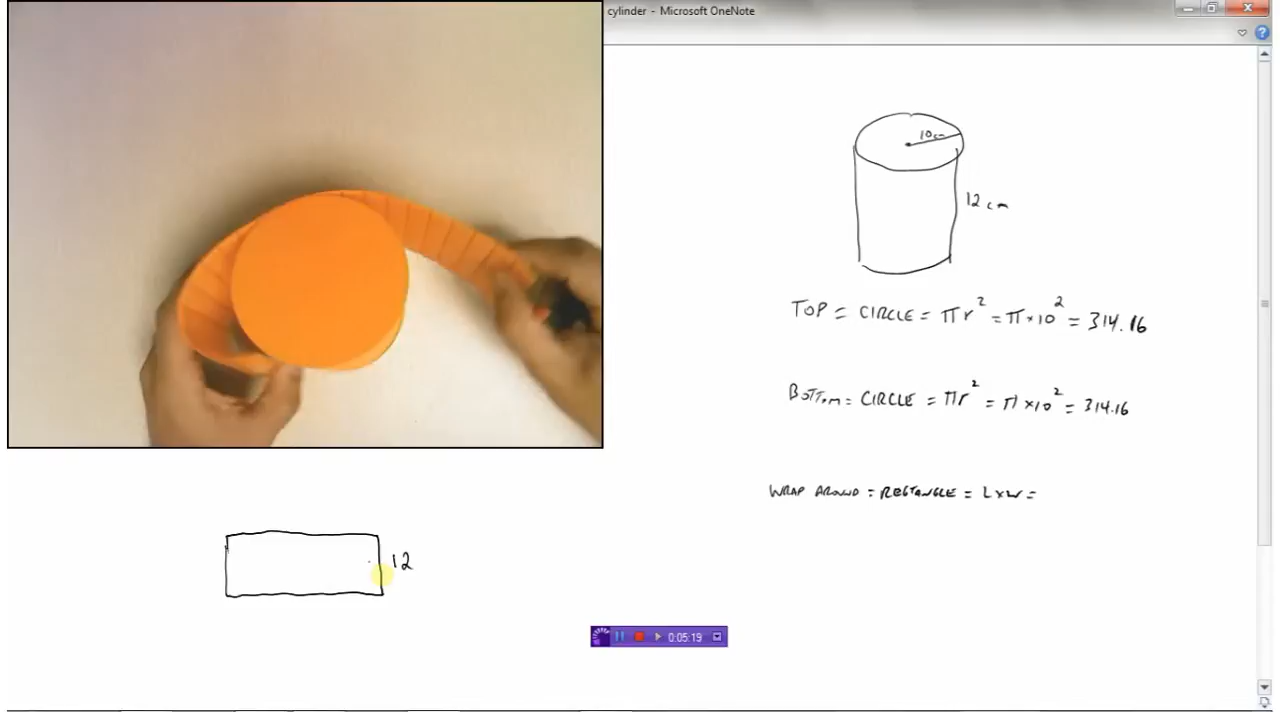 cylinder - Microsoft OneNote
10cm
12 cm
TOP = CIRCLE = πr² = π×10² = 314.16
BOTTOM = CIRCLE = πr² = π×10² = 314.16
WRAP AROUND = RECTANGLE = L×W =
12
0:05:19